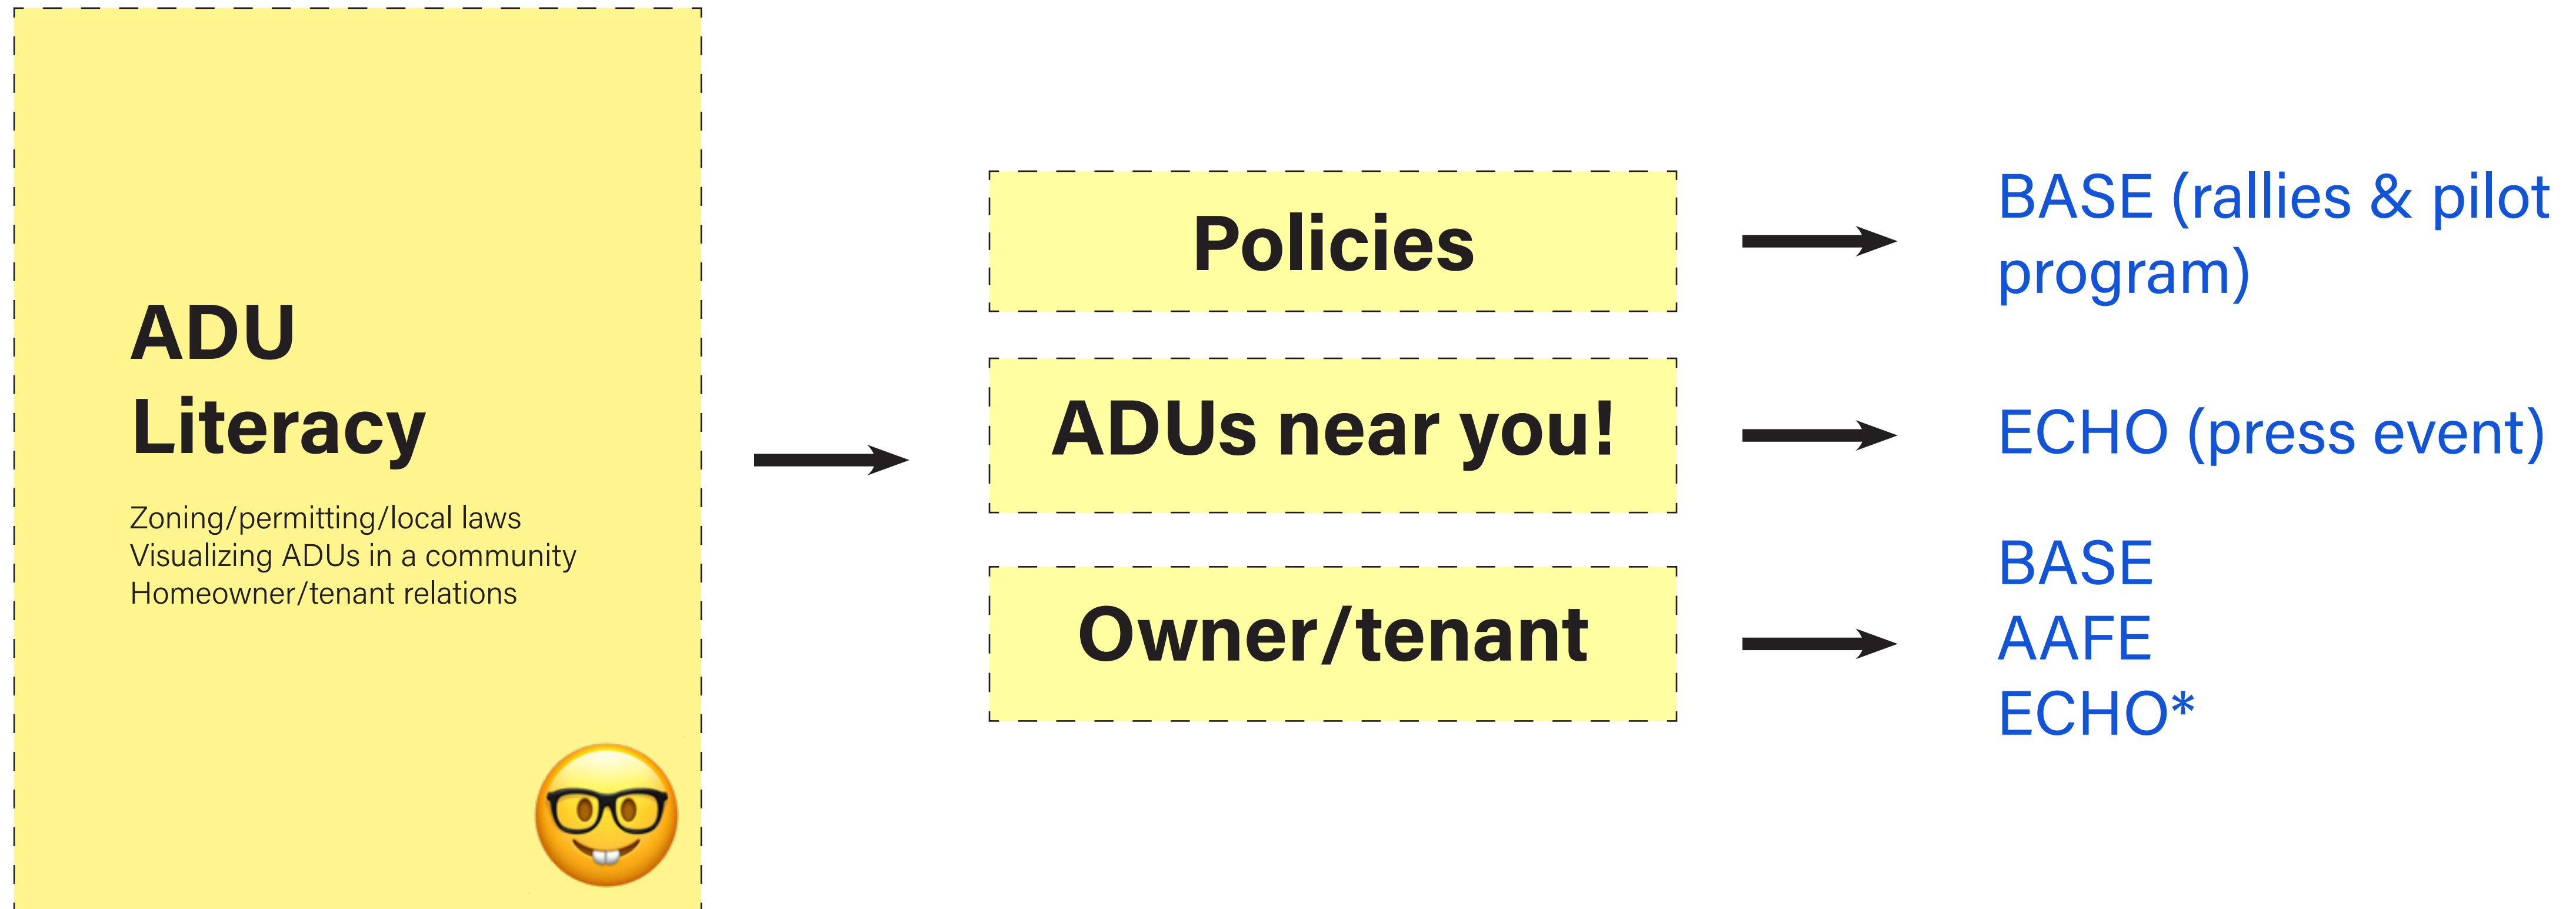 ADU
Literacy
Zoning/permitting/local laws
Visualizing ADUs in a community
Homeowner/tenant relations
Policies
ADUs near you!
Owner/tenant
BASE (rallies & pilot
program)
ECHO (press event)
BASE
AAFE
ECHO*